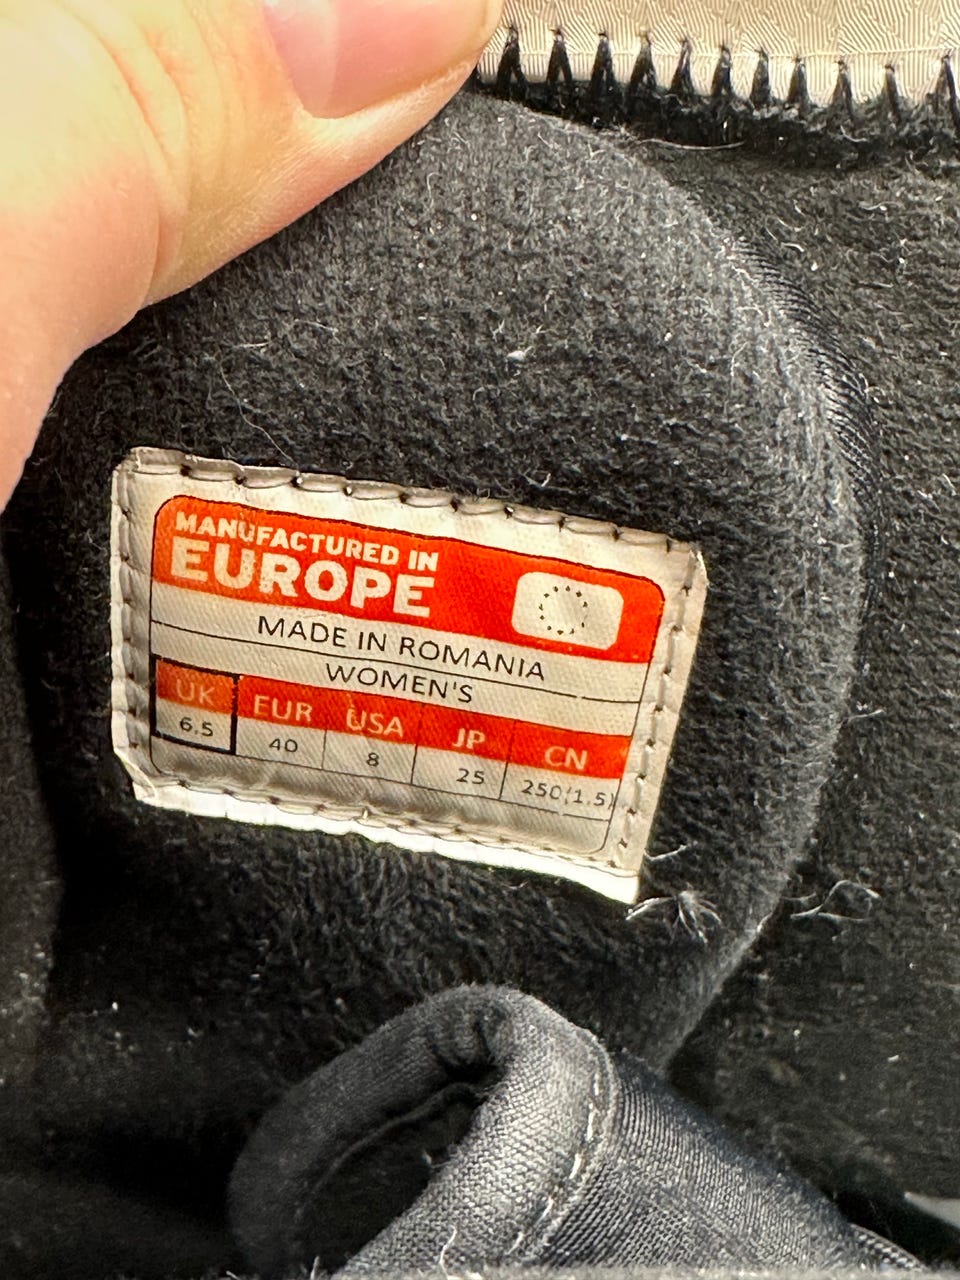 MANUFACTURED IN
EUROPE
MADE IN ROMANIA
WOMEN'S
UK EUR USA JP CN
6.5 40 8 25 250(1.5)